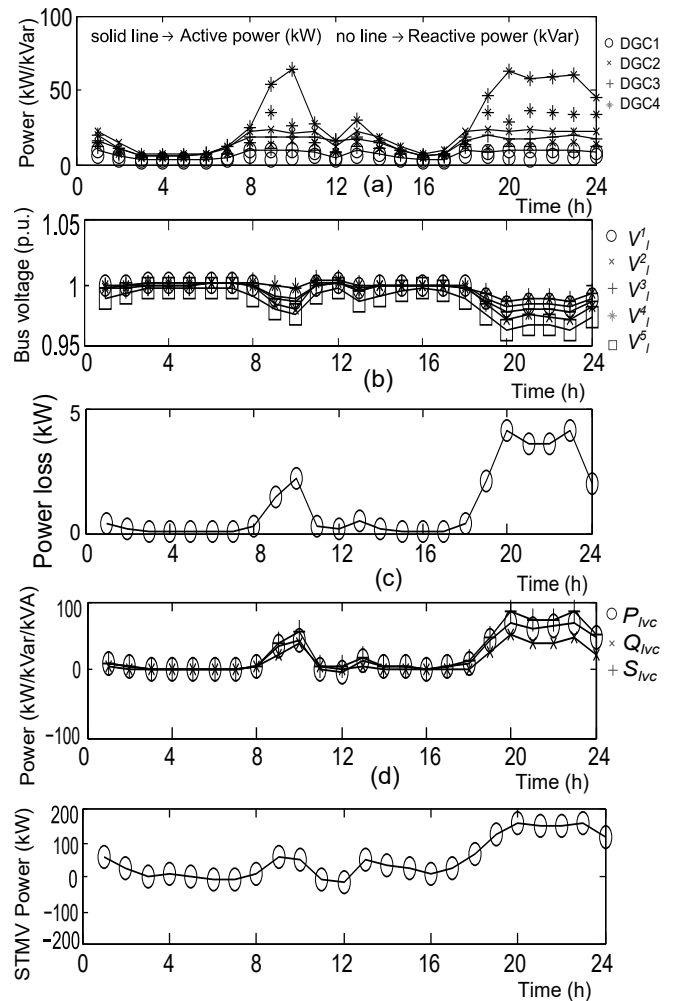 100
solid line → Active power (kW) no line → Reactive power (kVar)
DGC1
DGC2
DGC3
DGC4
50
0
Power (kW/kVar)
0 4 8 12 16 20 24
(a)
Time (h)
1.05
1
0.95
Bus voltage (p.u.)
V¹ₗ
V²ₗ
V³ₗ
V⁴ₗ
V⁵ₗ
0 4 8 12 16 20 24
(b)
Time (h)
5
0
Power loss (kW)
0 4 8 12 16 20 24
(c)
Time (h)
100
0
−100
Power (kW/kVar/kVA)
P_lvc
Q_lvc
S_lvc
0 4 8 12 16 20 24
(d)
Time (h)
200
100
0
−100
−200
STMV Power (kW)
0 4 8 12 16 20 24
Time (h)